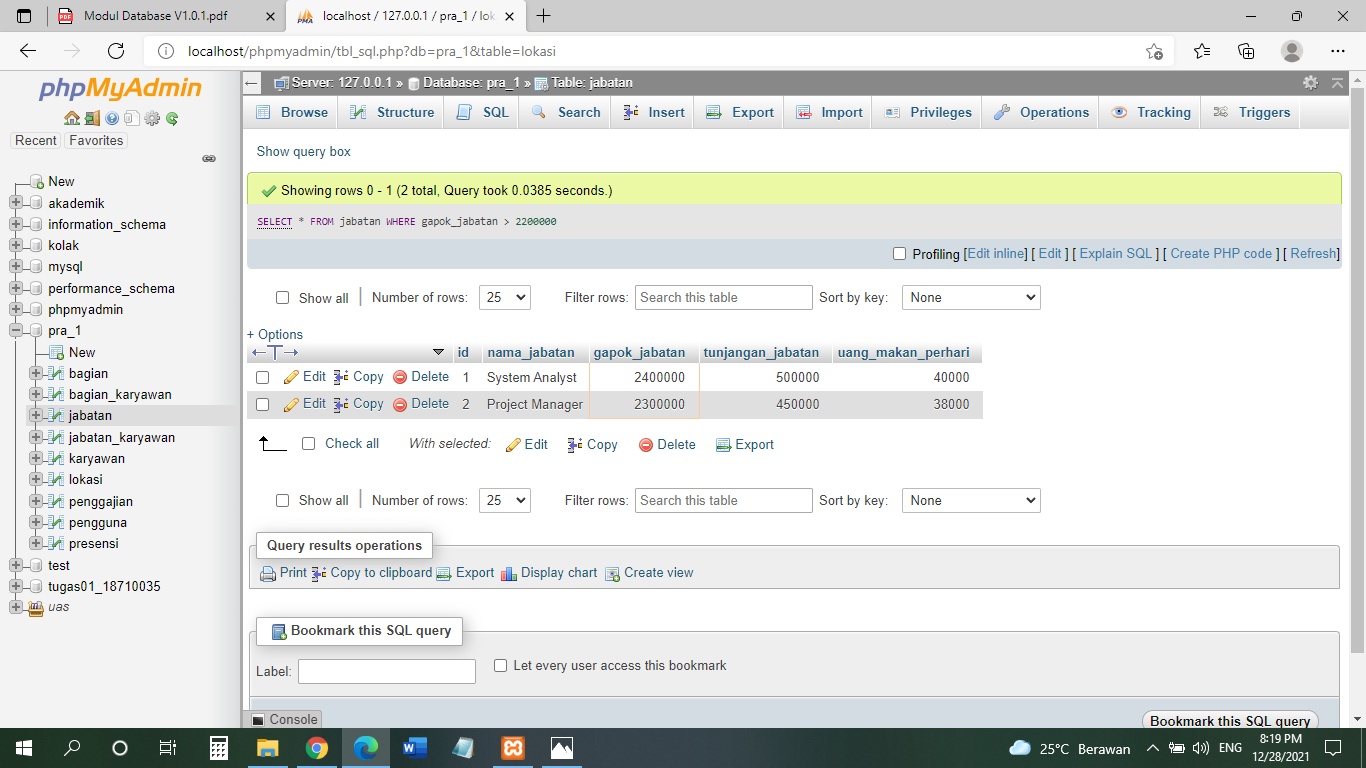 Modul Database V1.0.1.pdf
localhost / 127.0.0.1 / pra_1 / lok
localhost/phpmyadmin/tbl_sql.php?db=pra_1&table=lokasi
phpMyAdmin
Recent Favorites
New
akademik
information_schema
kolak
mysql
performance_schema
phpmyadmin
pra_1
New
bagian
bagian_karyawan
jabatan
jabatan_karyawan
karyawan
lokasi
penggajian
pengguna
presensi
test
tugas01_18710035
uas
Server: 127.0.0.1 » Database: pra_1 » Table: jabatan
Browse Structure SQL Search Insert Export Import Privileges Operations Tracking Triggers
Show query box
Showing rows 0 - 1 (2 total, Query took 0.0385 seconds.)
SELECT * FROM jabatan WHERE gapok_jabatan > 2200000
Profiling [Edit inline] [ Edit ] [ Explain SQL ] [ Create PHP code ] [ Refresh]
Show all | Number of rows: 25 Filter rows: Search this table Sort by key: None
+ Options
id nama_jabatan gapok_jabatan tunjangan_jabatan uang_makan_perhari
Edit Copy Delete 1 System Analyst 2400000 500000 40000
Edit Copy Delete 2 Project Manager 2300000 450000 38000
Check all With selected: Edit Copy Delete Export
Show all | Number of rows: 25 Filter rows: Search this table Sort by key: None
Query results operations
Print Copy to clipboard Export Display chart Create view
Bookmark this SQL query
Label: Let every user access this bookmark
Console
Bookmark this SQL query
25°C Berawan ENG 8:19 PM
12/28/2021